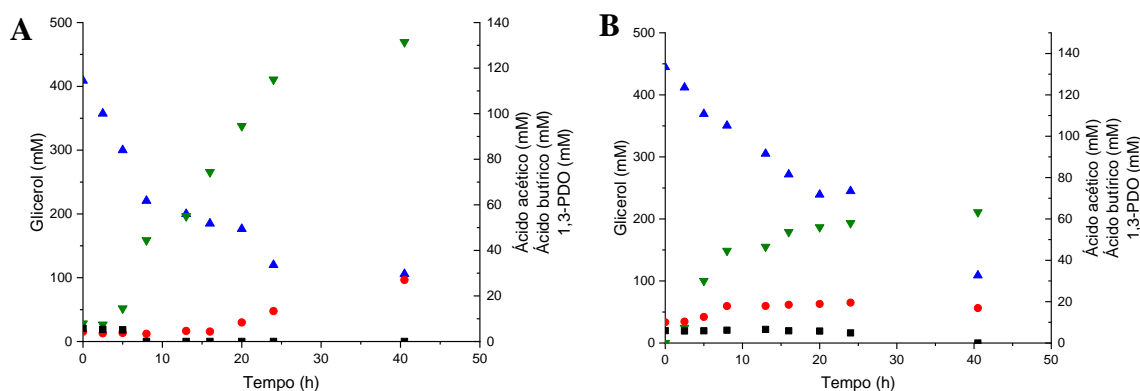 A
500
400
300
200
100
0
Glicerol (mM)
0 10 20 30 40 50
Tempo (h)
140
120
100
80
60
40
20
0
Ácido acético (mM)
Ácido butírico (mM)
1,3-PDO (mM)
B
500
400
300
200
100
0
Glicerol (mM)
0 10 20 30 40 50
Tempo (h)
140
120
100
80
60
40
20
0
Ácido acético (mM)
Ácido butírico (mM)
1,3-PDO (mM)